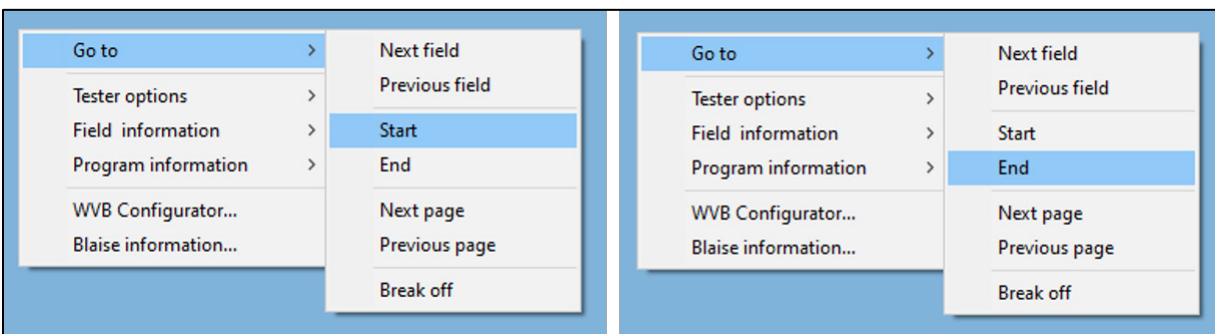 Go to
Tester options
Field  information
Program information
WVB Configurator...
Blaise information...
Next field
Previous field
Start
End
Next page
Previous page
Break off
Go to
Tester options
Field  information
Program information
WVB Configurator...
Blaise information...
Next field
Previous field
Start
End
Next page
Previous page
Break off